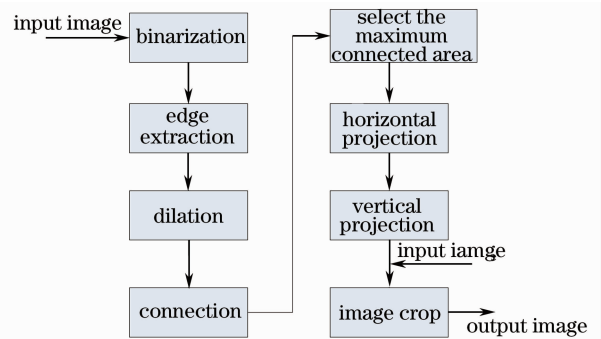 input image
binarization
edge
extraction
dilation
connection
select the
maximum
connected area
horizontal
projection
vertical
projection
input iamge
image crop
output image